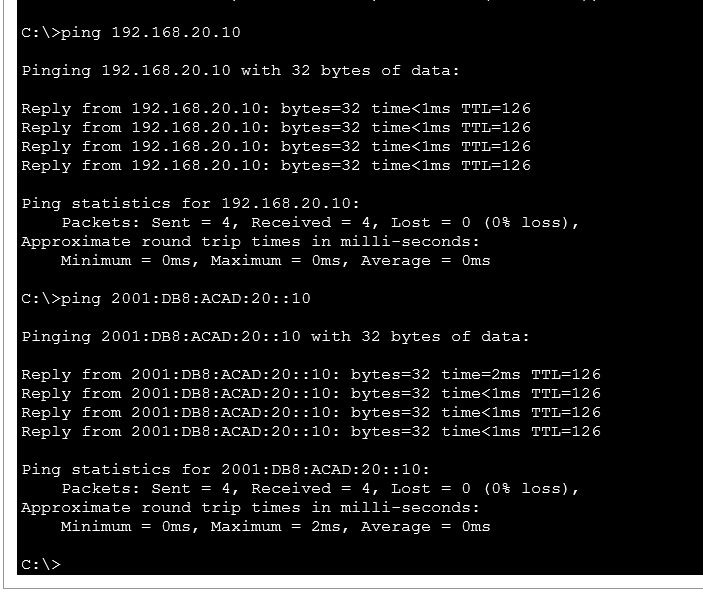 C:\>ping 192.168.20.10
Pinging 192.168.20.10 with 32 bytes of data:
Reply from 192.168.20.10: bytes=32 time<1ms TTL=126
Reply from 192.168.20.10: bytes=32 time<1ms TTL=126
Reply from 192.168.20.10: bytes=32 time<1ms TTL=126
Reply from 192.168.20.10: bytes=32 time<1ms TTL=126
Ping statistics for 192.168.20.10:
    Packets: Sent = 4, Received = 4, Lost = 0 (0% loss),
Approximate round trip times in milli-seconds:
    Minimum = 0ms, Maximum = 0ms, Average = 0ms
C:\>ping 2001:DB8:ACAD:20::10
Pinging 2001:DB8:ACAD:20::10 with 32 bytes of data:
Reply from 2001:DB8:ACAD:20::10: bytes=32 time=2ms TTL=126
Reply from 2001:DB8:ACAD:20::10: bytes=32 time<1ms TTL=126
Reply from 2001:DB8:ACAD:20::10: bytes=32 time<1ms TTL=126
Reply from 2001:DB8:ACAD:20::10: bytes=32 time<1ms TTL=126
Ping statistics for 2001:DB8:ACAD:20::10:
    Packets: Sent = 4, Received = 4, Lost = 0 (0% loss),
Approximate round trip times in milli-seconds:
    Minimum = 0ms, Maximum = 2ms, Average = 0ms
C:\>